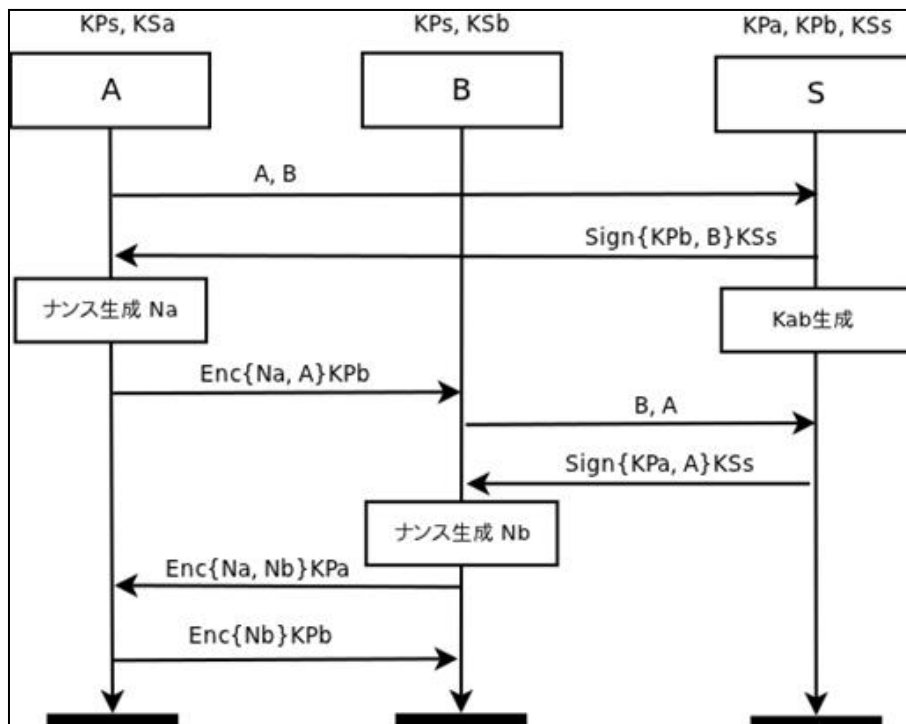 KPs, KSa
KPs, KSb
KPa, KPb, KSs
A
B
S
A, B
Sign{KPb, B}KSs
ナンス生成 Na
Kab生成
Enc{Na, A}KPb
B, A
Sign{KPa, A}KSs
ナンス生成 Nb
Enc{Na, Nb}KPa
Enc{Nb}KPb